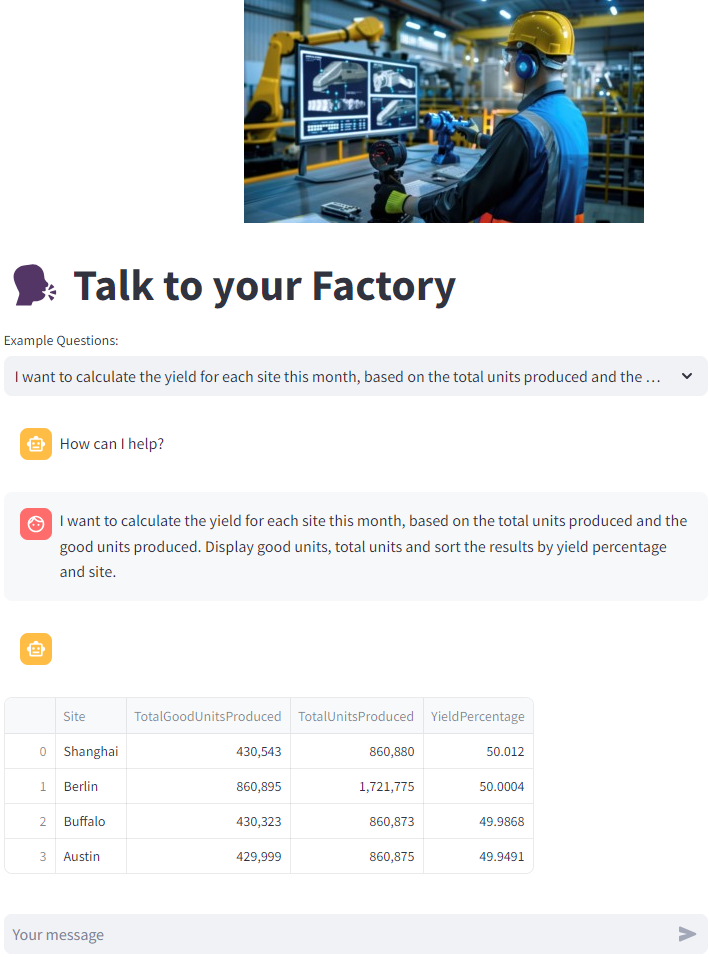 Talk to your Factory
Example Questions:
I want to calculate the yield for each site this month, based on the total units produced and the ...
How can I help?
I want to calculate the yield for each site this month, based on the total units produced and the
good units produced. Display good units, total units and sort the results by yield percentage
and site.
Site TotalGoodUnitsProduced TotalUnitsProduced YieldPercentage
0 Shanghai 430,543 860,880 50.012
1 Berlin 860,895 1,721,775 50.0004
2 Buffalo 430,323 860,873 49.9868
3 Austin 429,999 860,875 49.9491
Your message